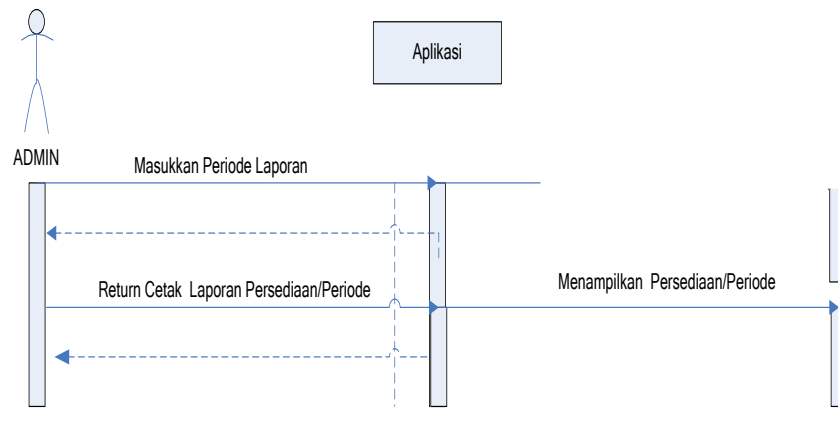 Aplikasi
ADMIN
Masukkan Periode Laporan
Return Cetak Laporan Persediaan/Periode
Menampilkan Persediaan/Periode